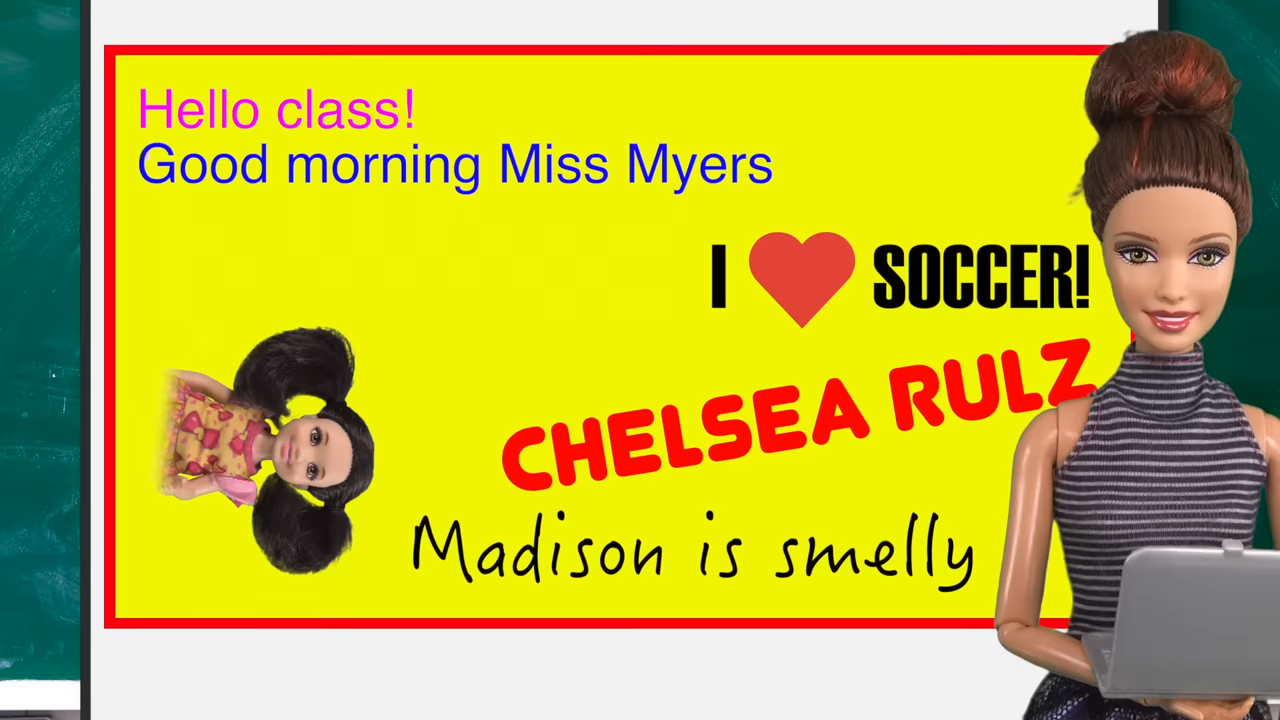 Hello class!
Good morning Miss Myers
I ❤ SOCCER!
CHELSEA RULZ
Madison is smelly